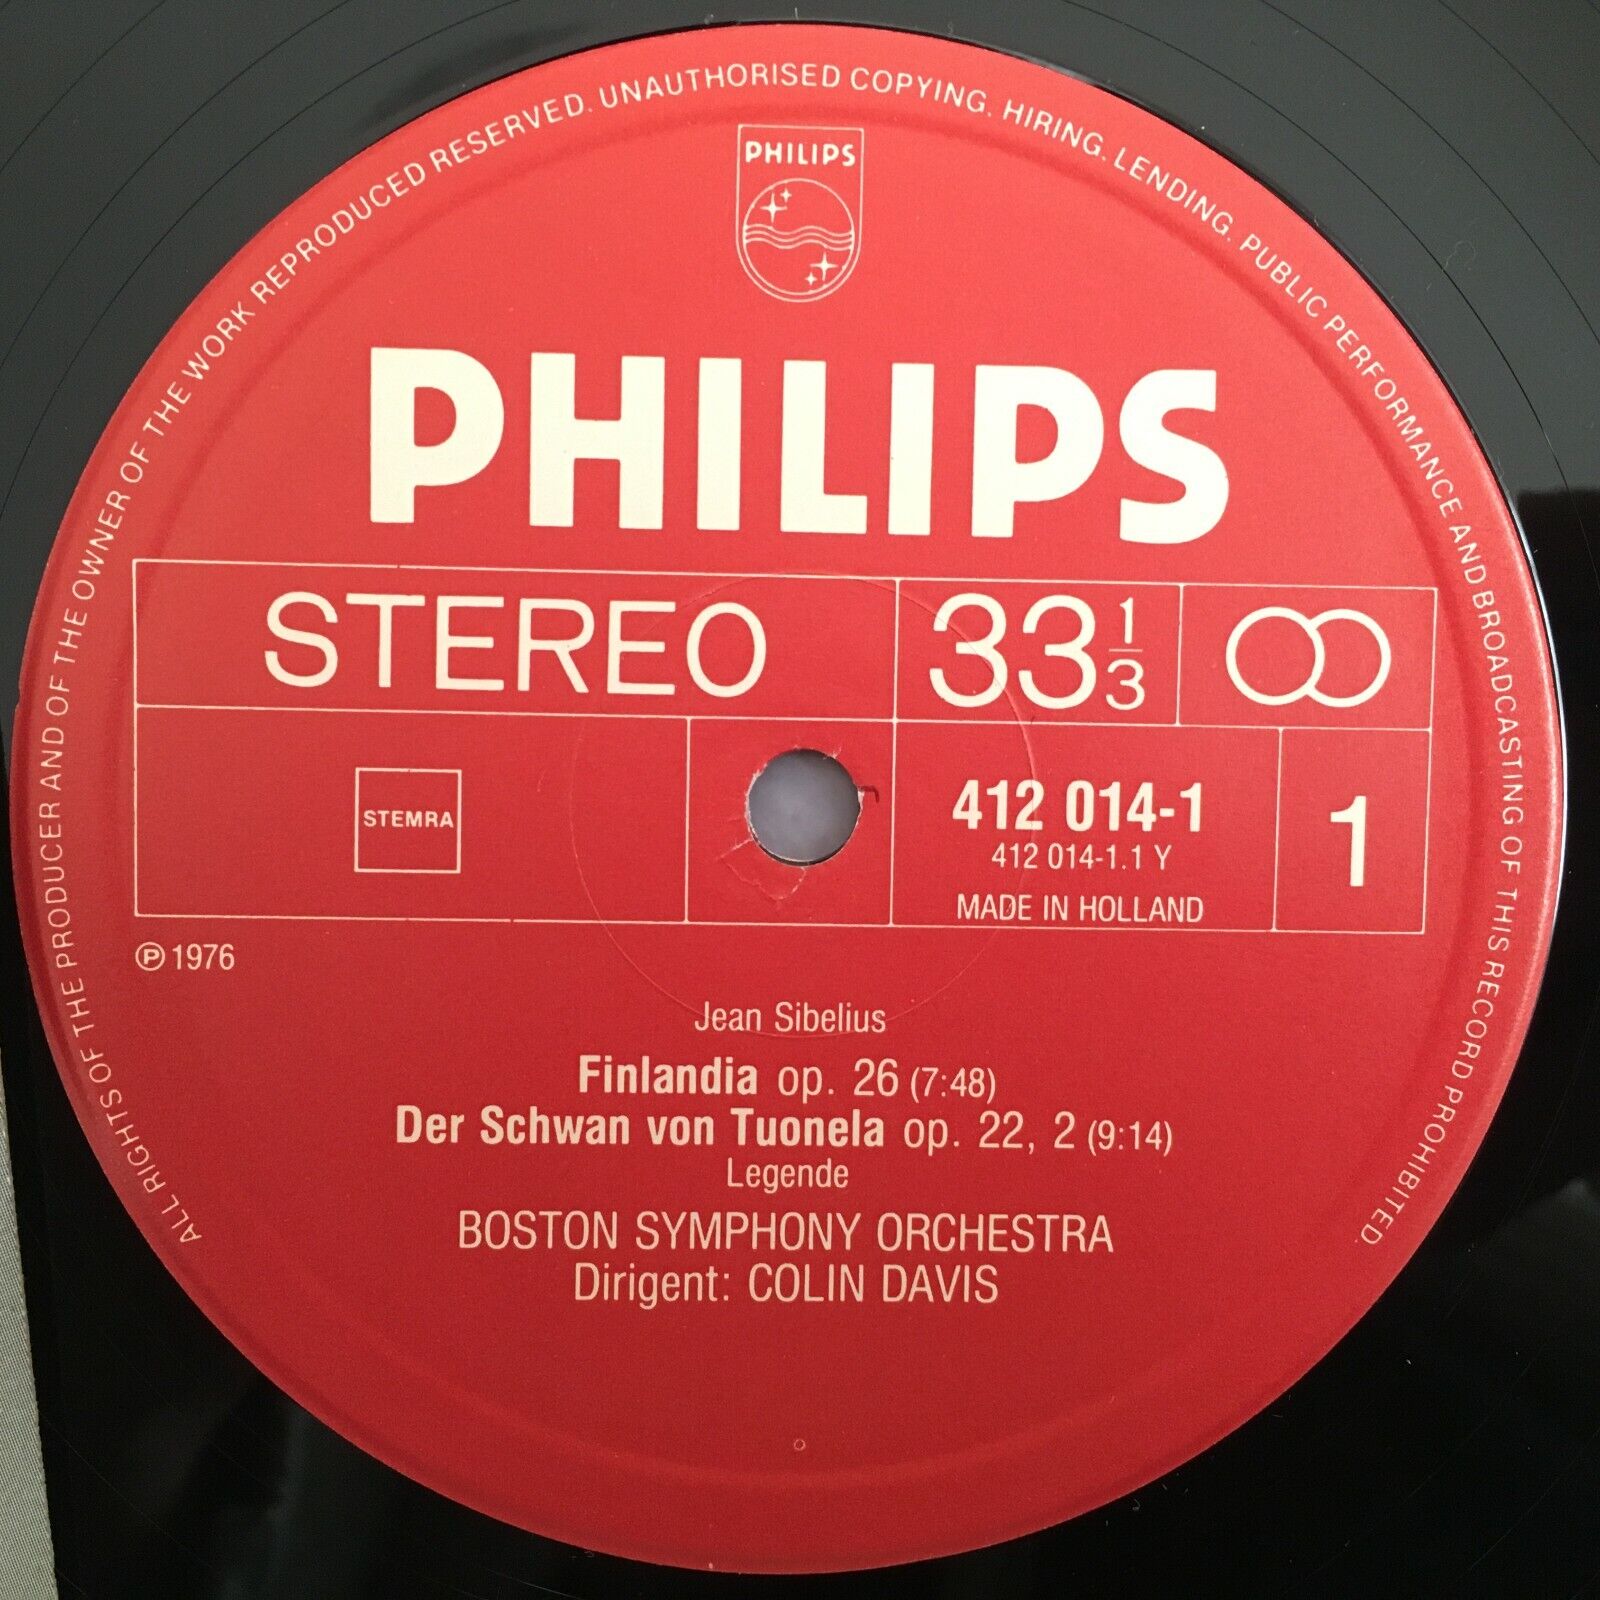 ALL RIGHTS OF THE PRODUCER AND OF THE OWNER OF THE WORK REPRODUCED RESERVED. UNAUTHORISED COPYING. HIRING. LENDING. PUBLIC PERFORMANCE AND BROADCASTING OF THIS RECORD PROHIBITED.
PHILIPS
PHILIPS
STEREO
33 1/3
STEMRA
412 014-1
412 014-1.1 Y
MADE IN HOLLAND
1
℗ 1976
Jean Sibelius
Finlandia op. 26 (7:48)
Der Schwan von Tuonela op. 22, 2 (9:14)
Legende
BOSTON SYMPHONY ORCHESTRA
Dirigent: COLIN DAVIS